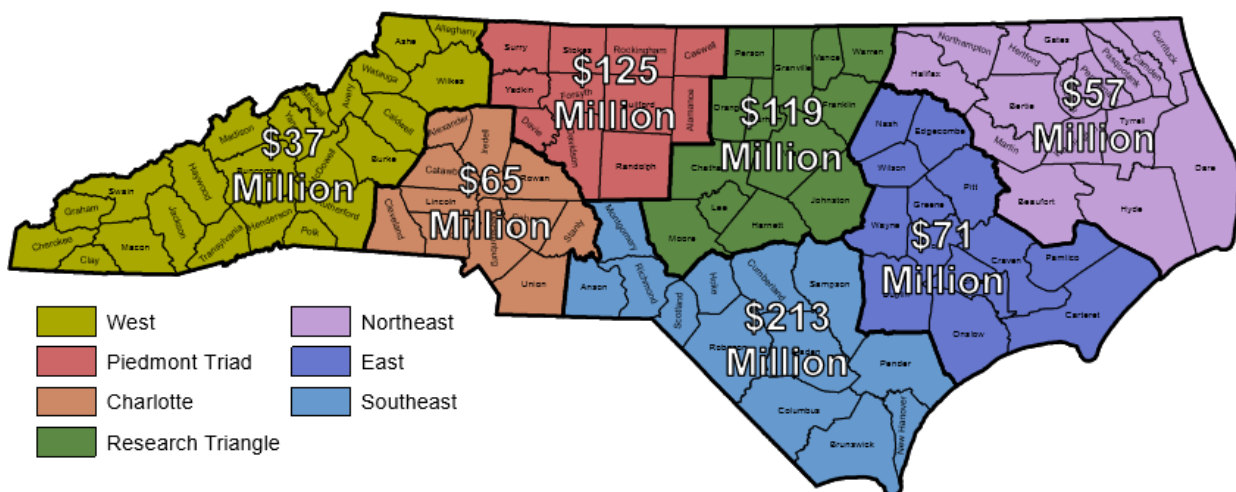 Alleghany
Ashe
Surry
Stokes
Rockingham
Caswell
Person
Granville
Vance
Warren
Northampton
Hertford
Gates
Currituck
Camden
Pasquotank
Watauga
Wilkes
Yadkin
Forsyth
$125
Million
Halifax
Mitchell
Avery
Alamance
Franklin
Bertie
$57
Million
Caldwell
Madison
Alexander
Iredell
Davie
Davidson
$119
Million
Nash
Edgecombe
Tyrrell
Martin
$37
Million
Burke
Catawba
Rowan
Randolph
Wilson
Dare
Haywood
Swain
Rutherford
$65
Million
Lincoln
Lee
Johnston
Pitt
Greene
Beaufort
Hyde
Graham
Jackson
Henderson
Polk
Cleveland
Stanly
Montgomery
Moore
Harnett
Wayne
$71
Million
Cherokee
Macon
Clay
Transylvania
Union
Anson
Richmond
Scotland
Hoke
Cumberland
Sampson
Craven
Pamlico
Carteret
Onslow
$213
Million
Pender
Columbus
Brunswick
New Hanover
West
Northeast
Piedmont Triad
East
Charlotte
Southeast
Research Triangle